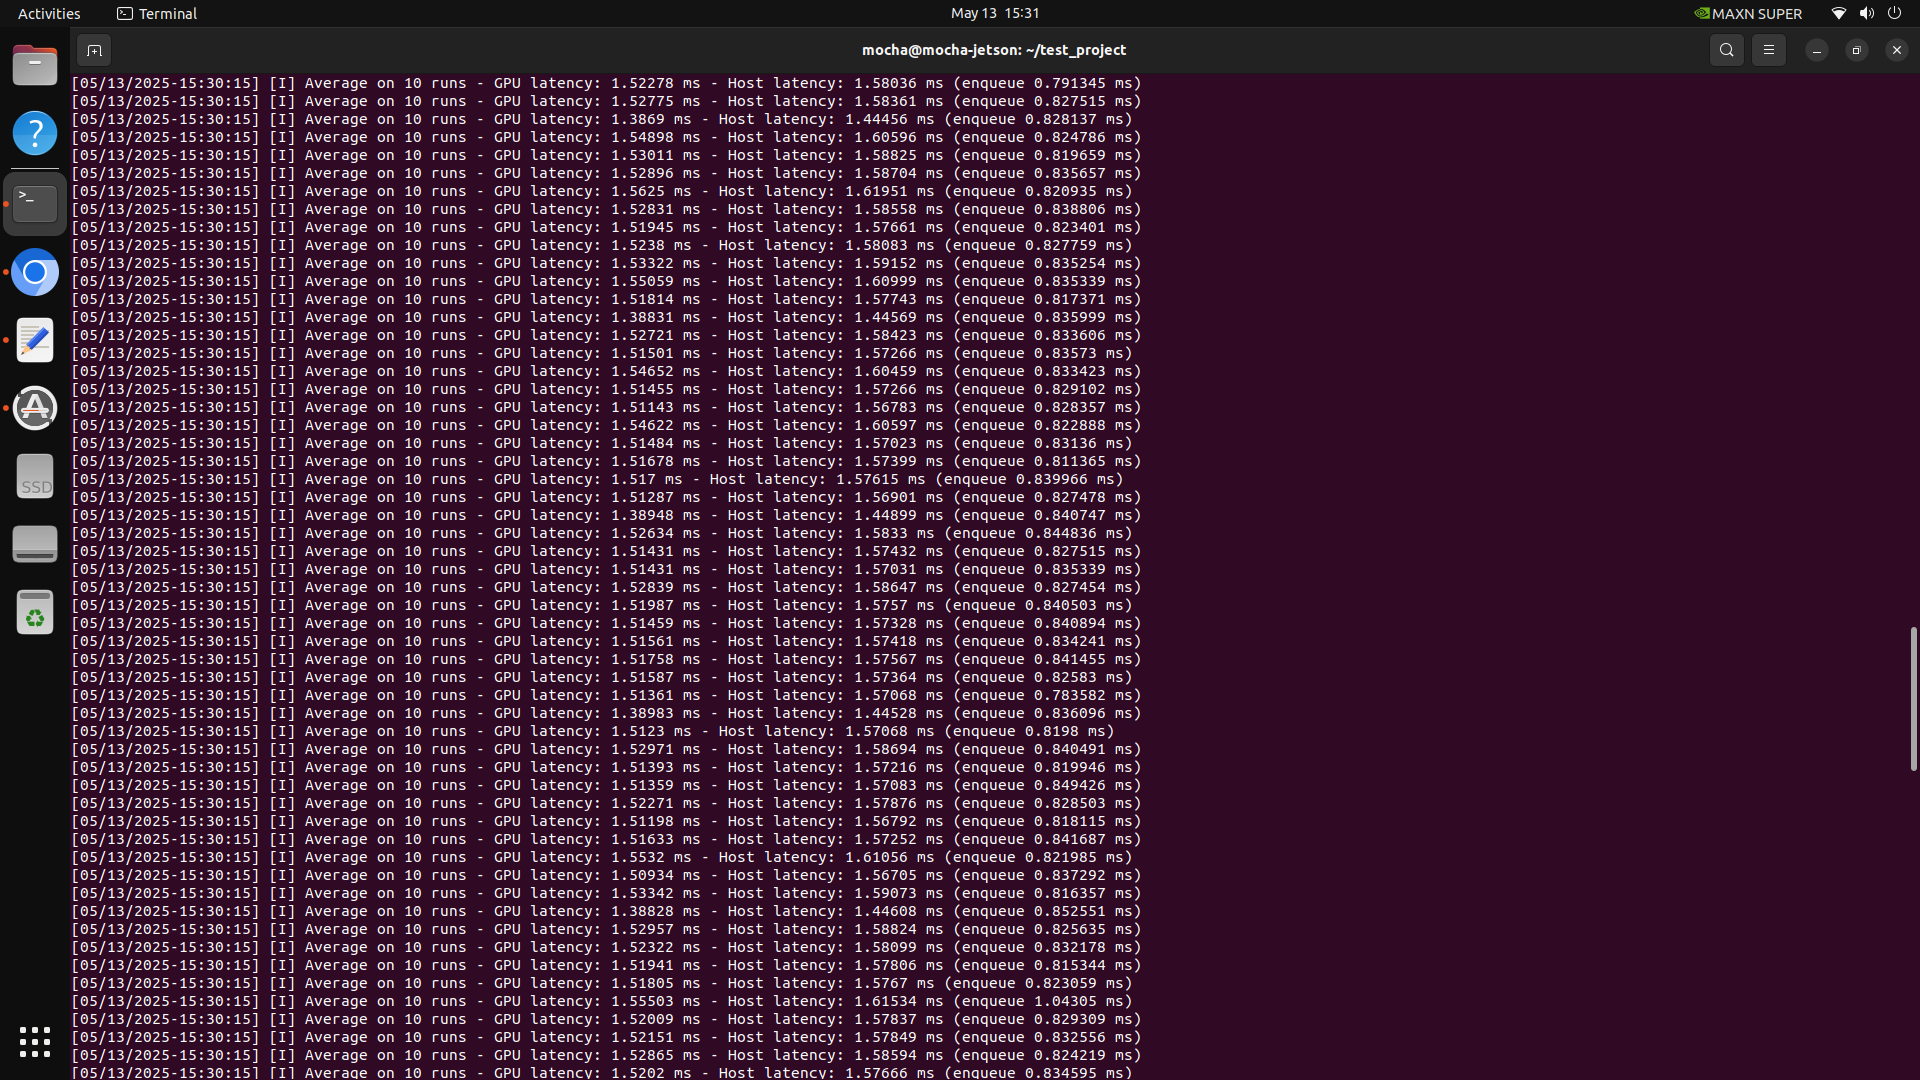 Activities
Terminal
May 13 15:31
MAXN SUPER
mocha@mocha-jetson: ~/test_project
[05/13/2025-15:30:15] [I] Average on 10 runs - GPU latency: 1.52278 ms - Host latency: 1.58036 ms (enqueue 0.791345 ms)
[05/13/2025-15:30:15] [I] Average on 10 runs - GPU latency: 1.52775 ms - Host latency: 1.58361 ms (enqueue 0.827515 ms)
[05/13/2025-15:30:15] [I] Average on 10 runs - GPU latency: 1.3869 ms - Host latency: 1.44456 ms (enqueue 0.828137 ms)
[05/13/2025-15:30:15] [I] Average on 10 runs - GPU latency: 1.54898 ms - Host latency: 1.60596 ms (enqueue 0.824786 ms)
[05/13/2025-15:30:15] [I] Average on 10 runs - GPU latency: 1.53011 ms - Host latency: 1.58825 ms (enqueue 0.819659 ms)
[05/13/2025-15:30:15] [I] Average on 10 runs - GPU latency: 1.52896 ms - Host latency: 1.58704 ms (enqueue 0.835657 ms)
[05/13/2025-15:30:15] [I] Average on 10 runs - GPU latency: 1.5625 ms - Host latency: 1.61951 ms (enqueue 0.820935 ms)
[05/13/2025-15:30:15] [I] Average on 10 runs - GPU latency: 1.52831 ms - Host latency: 1.58558 ms (enqueue 0.838806 ms)
[05/13/2025-15:30:15] [I] Average on 10 runs - GPU latency: 1.51945 ms - Host latency: 1.57661 ms (enqueue 0.823401 ms)
[05/13/2025-15:30:15] [I] Average on 10 runs - GPU latency: 1.5238 ms - Host latency: 1.58083 ms (enqueue 0.827759 ms)
[05/13/2025-15:30:15] [I] Average on 10 runs - GPU latency: 1.53322 ms - Host latency: 1.59152 ms (enqueue 0.835254 ms)
[05/13/2025-15:30:15] [I] Average on 10 runs - GPU latency: 1.55059 ms - Host latency: 1.60999 ms (enqueue 0.835339 ms)
[05/13/2025-15:30:15] [I] Average on 10 runs - GPU latency: 1.51814 ms - Host latency: 1.57743 ms (enqueue 0.817371 ms)
[05/13/2025-15:30:15] [I] Average on 10 runs - GPU latency: 1.38831 ms - Host latency: 1.44569 ms (enqueue 0.835999 ms)
[05/13/2025-15:30:15] [I] Average on 10 runs - GPU latency: 1.52721 ms - Host latency: 1.58423 ms (enqueue 0.833606 ms)
[05/13/2025-15:30:15] [I] Average on 10 runs - GPU latency: 1.51501 ms - Host latency: 1.57266 ms (enqueue 0.83573 ms)
[05/13/2025-15:30:15] [I] Average on 10 runs - GPU latency: 1.54652 ms - Host latency: 1.60459 ms (enqueue 0.833423 ms)
[05/13/2025-15:30:15] [I] Average on 10 runs - GPU latency: 1.51455 ms - Host latency: 1.57266 ms (enqueue 0.829102 ms)
[05/13/2025-15:30:15] [I] Average on 10 runs - GPU latency: 1.51143 ms - Host latency: 1.56783 ms (enqueue 0.828357 ms)
[05/13/2025-15:30:15] [I] Average on 10 runs - GPU latency: 1.54622 ms - Host latency: 1.60597 ms (enqueue 0.822888 ms)
[05/13/2025-15:30:15] [I] Average on 10 runs - GPU latency: 1.51484 ms - Host latency: 1.57023 ms (enqueue 0.83136 ms)
[05/13/2025-15:30:15] [I] Average on 10 runs - GPU latency: 1.51678 ms - Host latency: 1.57399 ms (enqueue 0.811365 ms)
[05/13/2025-15:30:15] [I] Average on 10 runs - GPU latency: 1.517 ms - Host latency: 1.57615 ms (enqueue 0.839966 ms)
[05/13/2025-15:30:15] [I] Average on 10 runs - GPU latency: 1.51287 ms - Host latency: 1.56901 ms (enqueue 0.827478 ms)
[05/13/2025-15:30:15] [I] Average on 10 runs - GPU latency: 1.38948 ms - Host latency: 1.44899 ms (enqueue 0.840747 ms)
[05/13/2025-15:30:15] [I] Average on 10 runs - GPU latency: 1.52634 ms - Host latency: 1.5833 ms (enqueue 0.844836 ms)
[05/13/2025-15:30:15] [I] Average on 10 runs - GPU latency: 1.51431 ms - Host latency: 1.57432 ms (enqueue 0.827515 ms)
[05/13/2025-15:30:15] [I] Average on 10 runs - GPU latency: 1.51431 ms - Host latency: 1.57031 ms (enqueue 0.835339 ms)
[05/13/2025-15:30:15] [I] Average on 10 runs - GPU latency: 1.52839 ms - Host latency: 1.58647 ms (enqueue 0.827454 ms)
[05/13/2025-15:30:15] [I] Average on 10 runs - GPU latency: 1.51987 ms - Host latency: 1.5757 ms (enqueue 0.840503 ms)
[05/13/2025-15:30:15] [I] Average on 10 runs - GPU latency: 1.51459 ms - Host latency: 1.57328 ms (enqueue 0.840894 ms)
[05/13/2025-15:30:15] [I] Average on 10 runs - GPU latency: 1.51561 ms - Host latency: 1.57418 ms (enqueue 0.834241 ms)
[05/13/2025-15:30:15] [I] Average on 10 runs - GPU latency: 1.51758 ms - Host latency: 1.57567 ms (enqueue 0.841455 ms)
[05/13/2025-15:30:15] [I] Average on 10 runs - GPU latency: 1.51587 ms - Host latency: 1.57364 ms (enqueue 0.82583 ms)
[05/13/2025-15:30:15] [I] Average on 10 runs - GPU latency: 1.51361 ms - Host latency: 1.57068 ms (enqueue 0.783582 ms)
[05/13/2025-15:30:15] [I] Average on 10 runs - GPU latency: 1.38983 ms - Host latency: 1.44528 ms (enqueue 0.836096 ms)
[05/13/2025-15:30:15] [I] Average on 10 runs - GPU latency: 1.5123 ms - Host latency: 1.57068 ms (enqueue 0.8198 ms)
[05/13/2025-15:30:15] [I] Average on 10 runs - GPU latency: 1.52971 ms - Host latency: 1.58694 ms (enqueue 0.840491 ms)
[05/13/2025-15:30:15] [I] Average on 10 runs - GPU latency: 1.51393 ms - Host latency: 1.57216 ms (enqueue 0.819946 ms)
[05/13/2025-15:30:15] [I] Average on 10 runs - GPU latency: 1.51359 ms - Host latency: 1.57083 ms (enqueue 0.849426 ms)
[05/13/2025-15:30:15] [I] Average on 10 runs - GPU latency: 1.52271 ms - Host latency: 1.57876 ms (enqueue 0.828503 ms)
[05/13/2025-15:30:15] [I] Average on 10 runs - GPU latency: 1.51198 ms - Host latency: 1.56792 ms (enqueue 0.818115 ms)
[05/13/2025-15:30:15] [I] Average on 10 runs - GPU latency: 1.51633 ms - Host latency: 1.57252 ms (enqueue 0.841687 ms)
[05/13/2025-15:30:15] [I] Average on 10 runs - GPU latency: 1.5532 ms - Host latency: 1.61056 ms (enqueue 0.821985 ms)
[05/13/2025-15:30:15] [I] Average on 10 runs - GPU latency: 1.50934 ms - Host latency: 1.56705 ms (enqueue 0.837292 ms)
[05/13/2025-15:30:15] [I] Average on 10 runs - GPU latency: 1.53342 ms - Host latency: 1.59073 ms (enqueue 0.816357 ms)
[05/13/2025-15:30:15] [I] Average on 10 runs - GPU latency: 1.38828 ms - Host latency: 1.44608 ms (enqueue 0.852551 ms)
[05/13/2025-15:30:15] [I] Average on 10 runs - GPU latency: 1.52957 ms - Host latency: 1.58824 ms (enqueue 0.825635 ms)
[05/13/2025-15:30:15] [I] Average on 10 runs - GPU latency: 1.52322 ms - Host latency: 1.58099 ms (enqueue 0.832178 ms)
[05/13/2025-15:30:15] [I] Average on 10 runs - GPU latency: 1.51941 ms - Host latency: 1.57806 ms (enqueue 0.815344 ms)
[05/13/2025-15:30:15] [I] Average on 10 runs - GPU latency: 1.51805 ms - Host latency: 1.5767 ms (enqueue 0.823059 ms)
[05/13/2025-15:30:15] [I] Average on 10 runs - GPU latency: 1.55503 ms - Host latency: 1.61534 ms (enqueue 1.04305 ms)
[05/13/2025-15:30:15] [I] Average on 10 runs - GPU latency: 1.52009 ms - Host latency: 1.57837 ms (enqueue 0.829309 ms)
[05/13/2025-15:30:15] [I] Average on 10 runs - GPU latency: 1.52151 ms - Host latency: 1.57849 ms (enqueue 0.832556 ms)
[05/13/2025-15:30:15] [I] Average on 10 runs - GPU latency: 1.52865 ms - Host latency: 1.58594 ms (enqueue 0.824219 ms)
[05/13/2025-15:30:15] [I] Average on 10 runs - GPU latency: 1.5202 ms - Host latency: 1.57666 ms (enqueue 0.834595 ms)
SSD